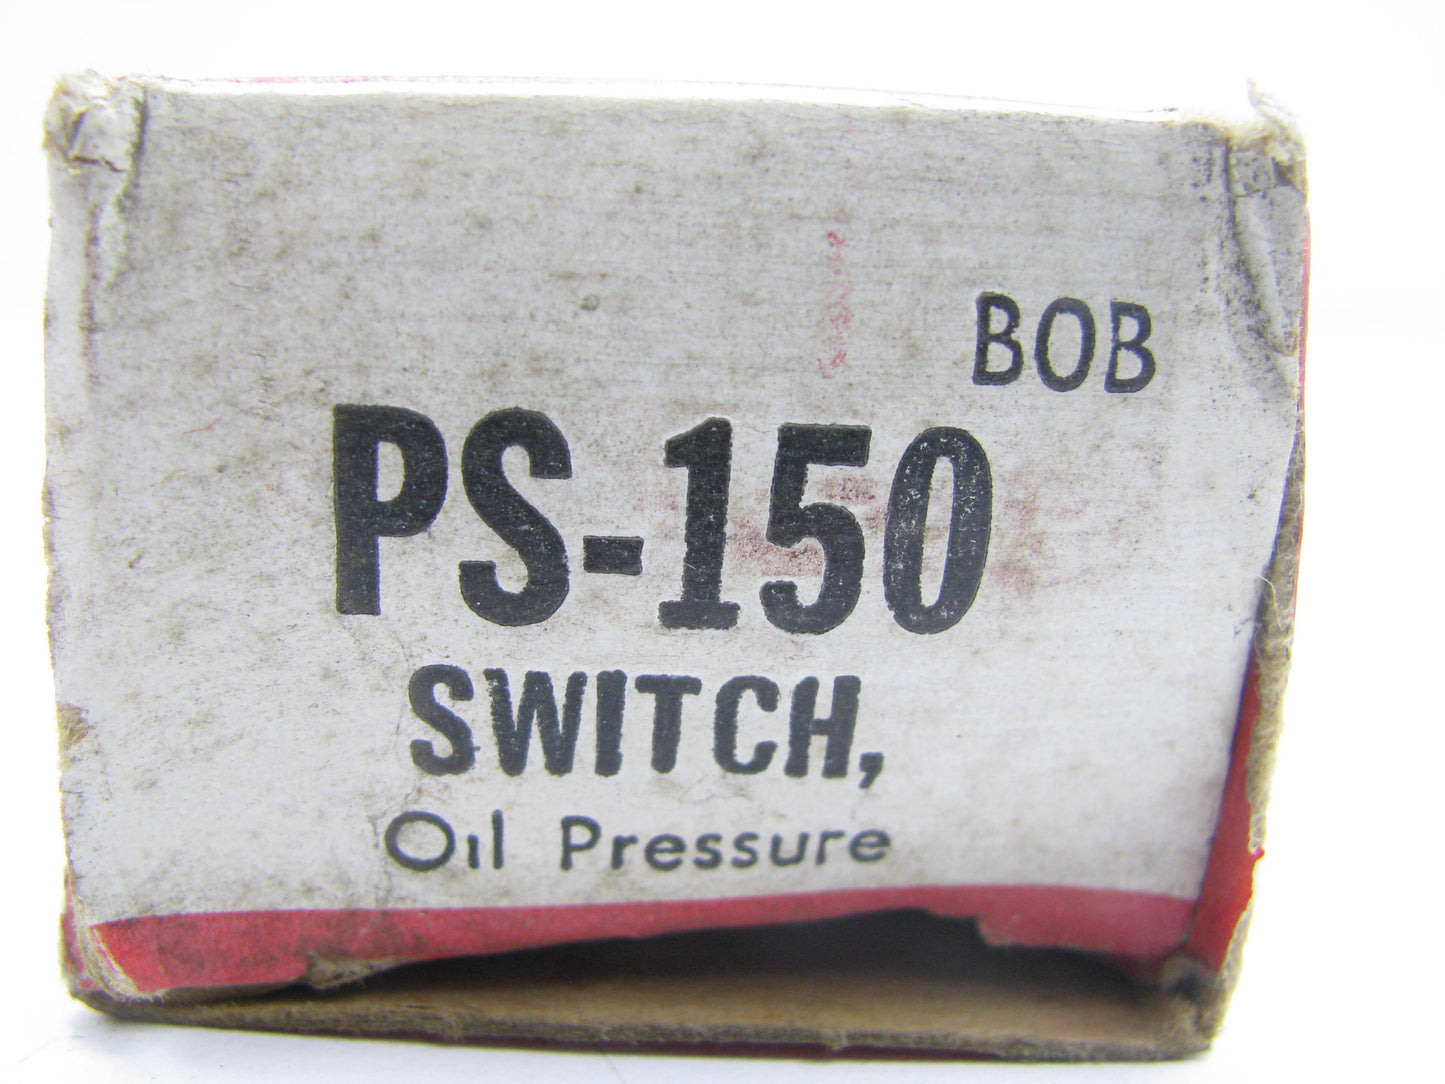 BOB
PS-150
SWITCH,
Oil Pressure